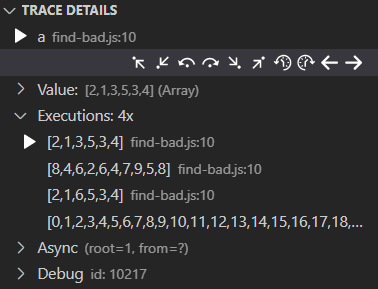 TRACE DETAILS
a find-bad.js:10
Value: [2,1,3,5,3,4] (Array)
Executions: 4x
[2,1,3,5,3,4] find-bad.js:10
[8,4,6,2,6,4,7,9,5,8] find-bad.js:10
[2,1,6,5,3,4] find-bad.js:10
[0,1,2,3,4,5,6,7,8,9,10,11,12,13,14,15,16,17,18,...
Async (root=1, from=?)
Debug id: 10217